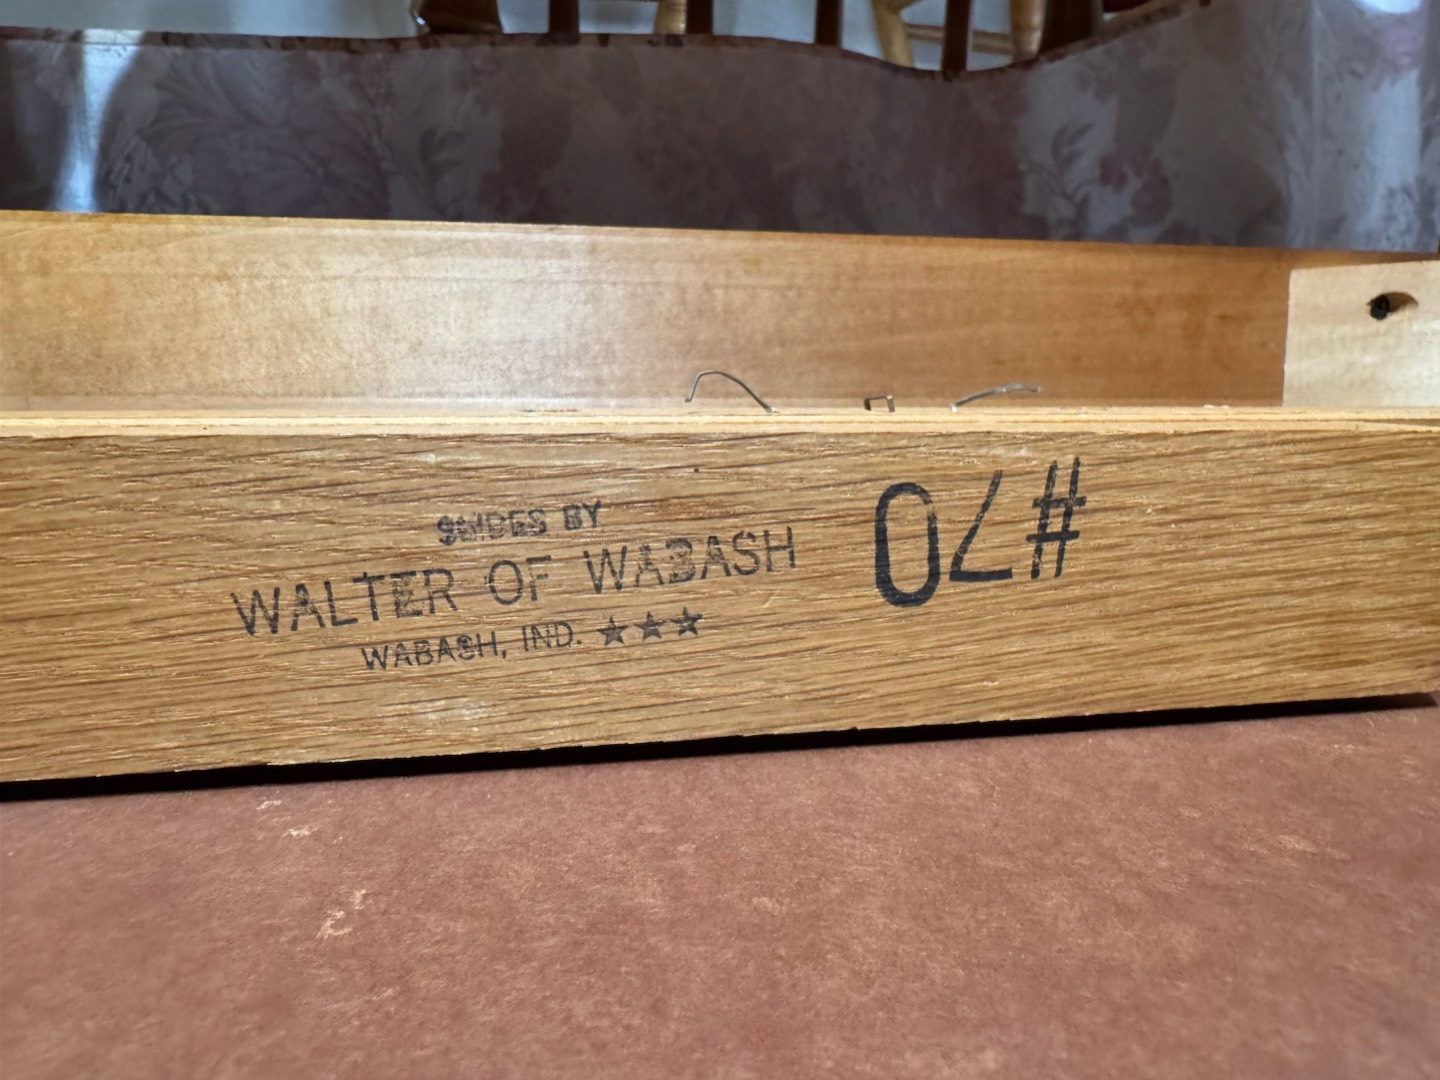 SLIDES BY
WALTER OF WABASH
WABASH, IND. ★★★
#70